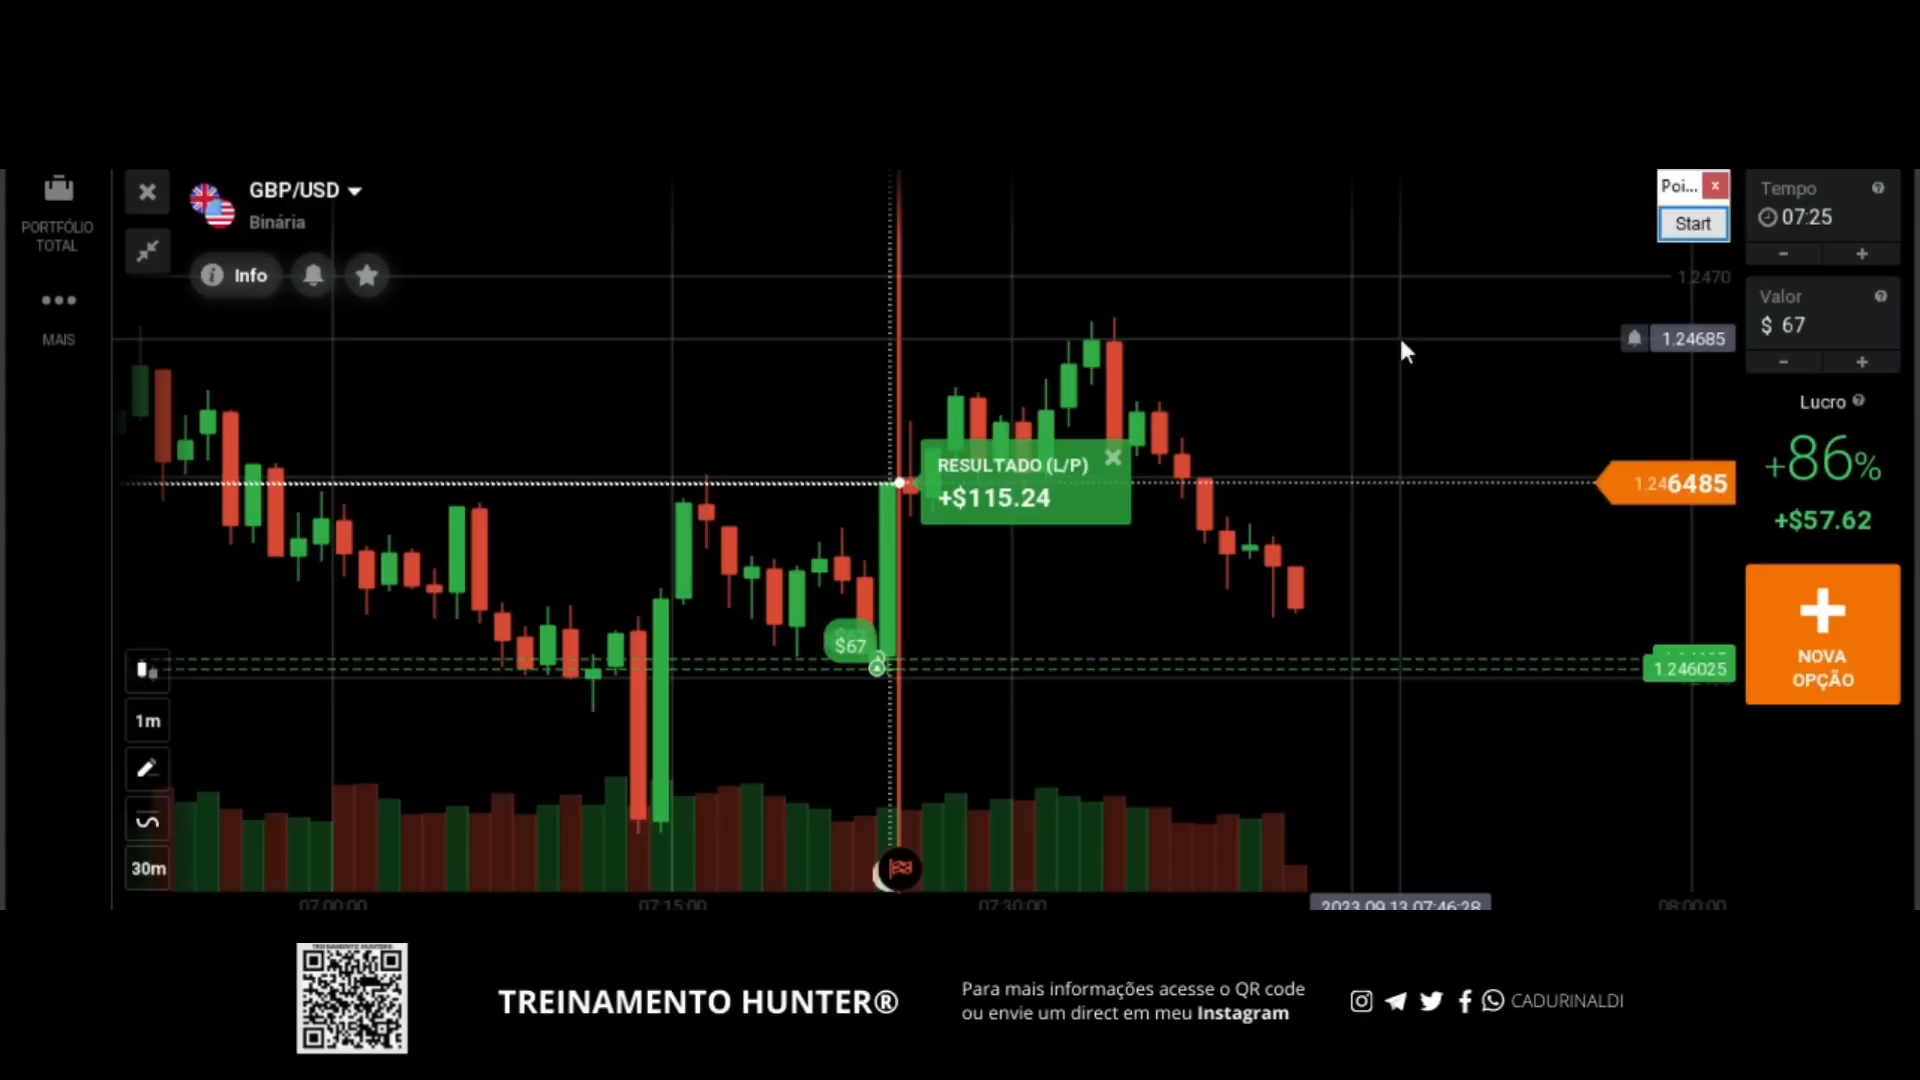 PORTFÓLIO
TOTAL
MAIS
GBP/USD
Binária
Info
Poi...
x
Start
Tempo
07:25
-
+
1.2470
Valor
$ 67
-
+
1.24685
Lucro
+86%
+$57.62
RESULTADO (L/P)
+$115.24
1.246485
$67
1.246025
NOVA
OPÇÃO
1m
30m
07:00:00
07:15:00
07:30:00
2023.09.13 07:46:28
08:00:00
TREINAMENTO HUNTER®
Para mais informações acesse o QR code
ou envie um direct em meu Instagram
CADURINALDI